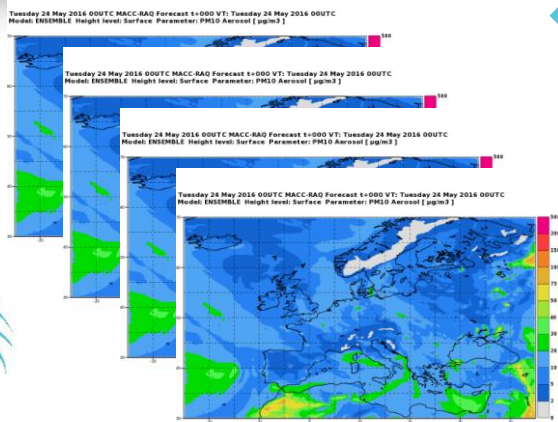 Tuesday 24 May 2016 00UTC MACC-RAQ Forecast t+000 VT: Tuesday 24 May 2016 00UTC
Model: ENSEMBLE Height level: Surface Parameter: PM10 Aerosol [ µg/m3 ]
500
Tuesday 24 May 2016 00UTC MACC-RAQ Forecast t+000 VT: Tuesday 24 May 2016 00UTC
Model: ENSEMBLE Height level: Surface Parameter: PM10 Aerosol [ µg/m3 ]
500
Tuesday 24 May 2016 00UTC MACC-RAQ Forecast t+000 VT: Tuesday 24 May 2016 00UTC
Model: ENSEMBLE Height level: Surface Parameter: PM10 Aerosol [ µg/m3 ]
500
Tuesday 24 May 2016 00UTC MACC-RAQ Forecast t+000 VT: Tuesday 24 May 2016 00UTC
Model: ENSEMBLE Height level: Surface Parameter: PM10 Aerosol [ µg/m3 ]
75
50
40
30
20
10
5
2
0